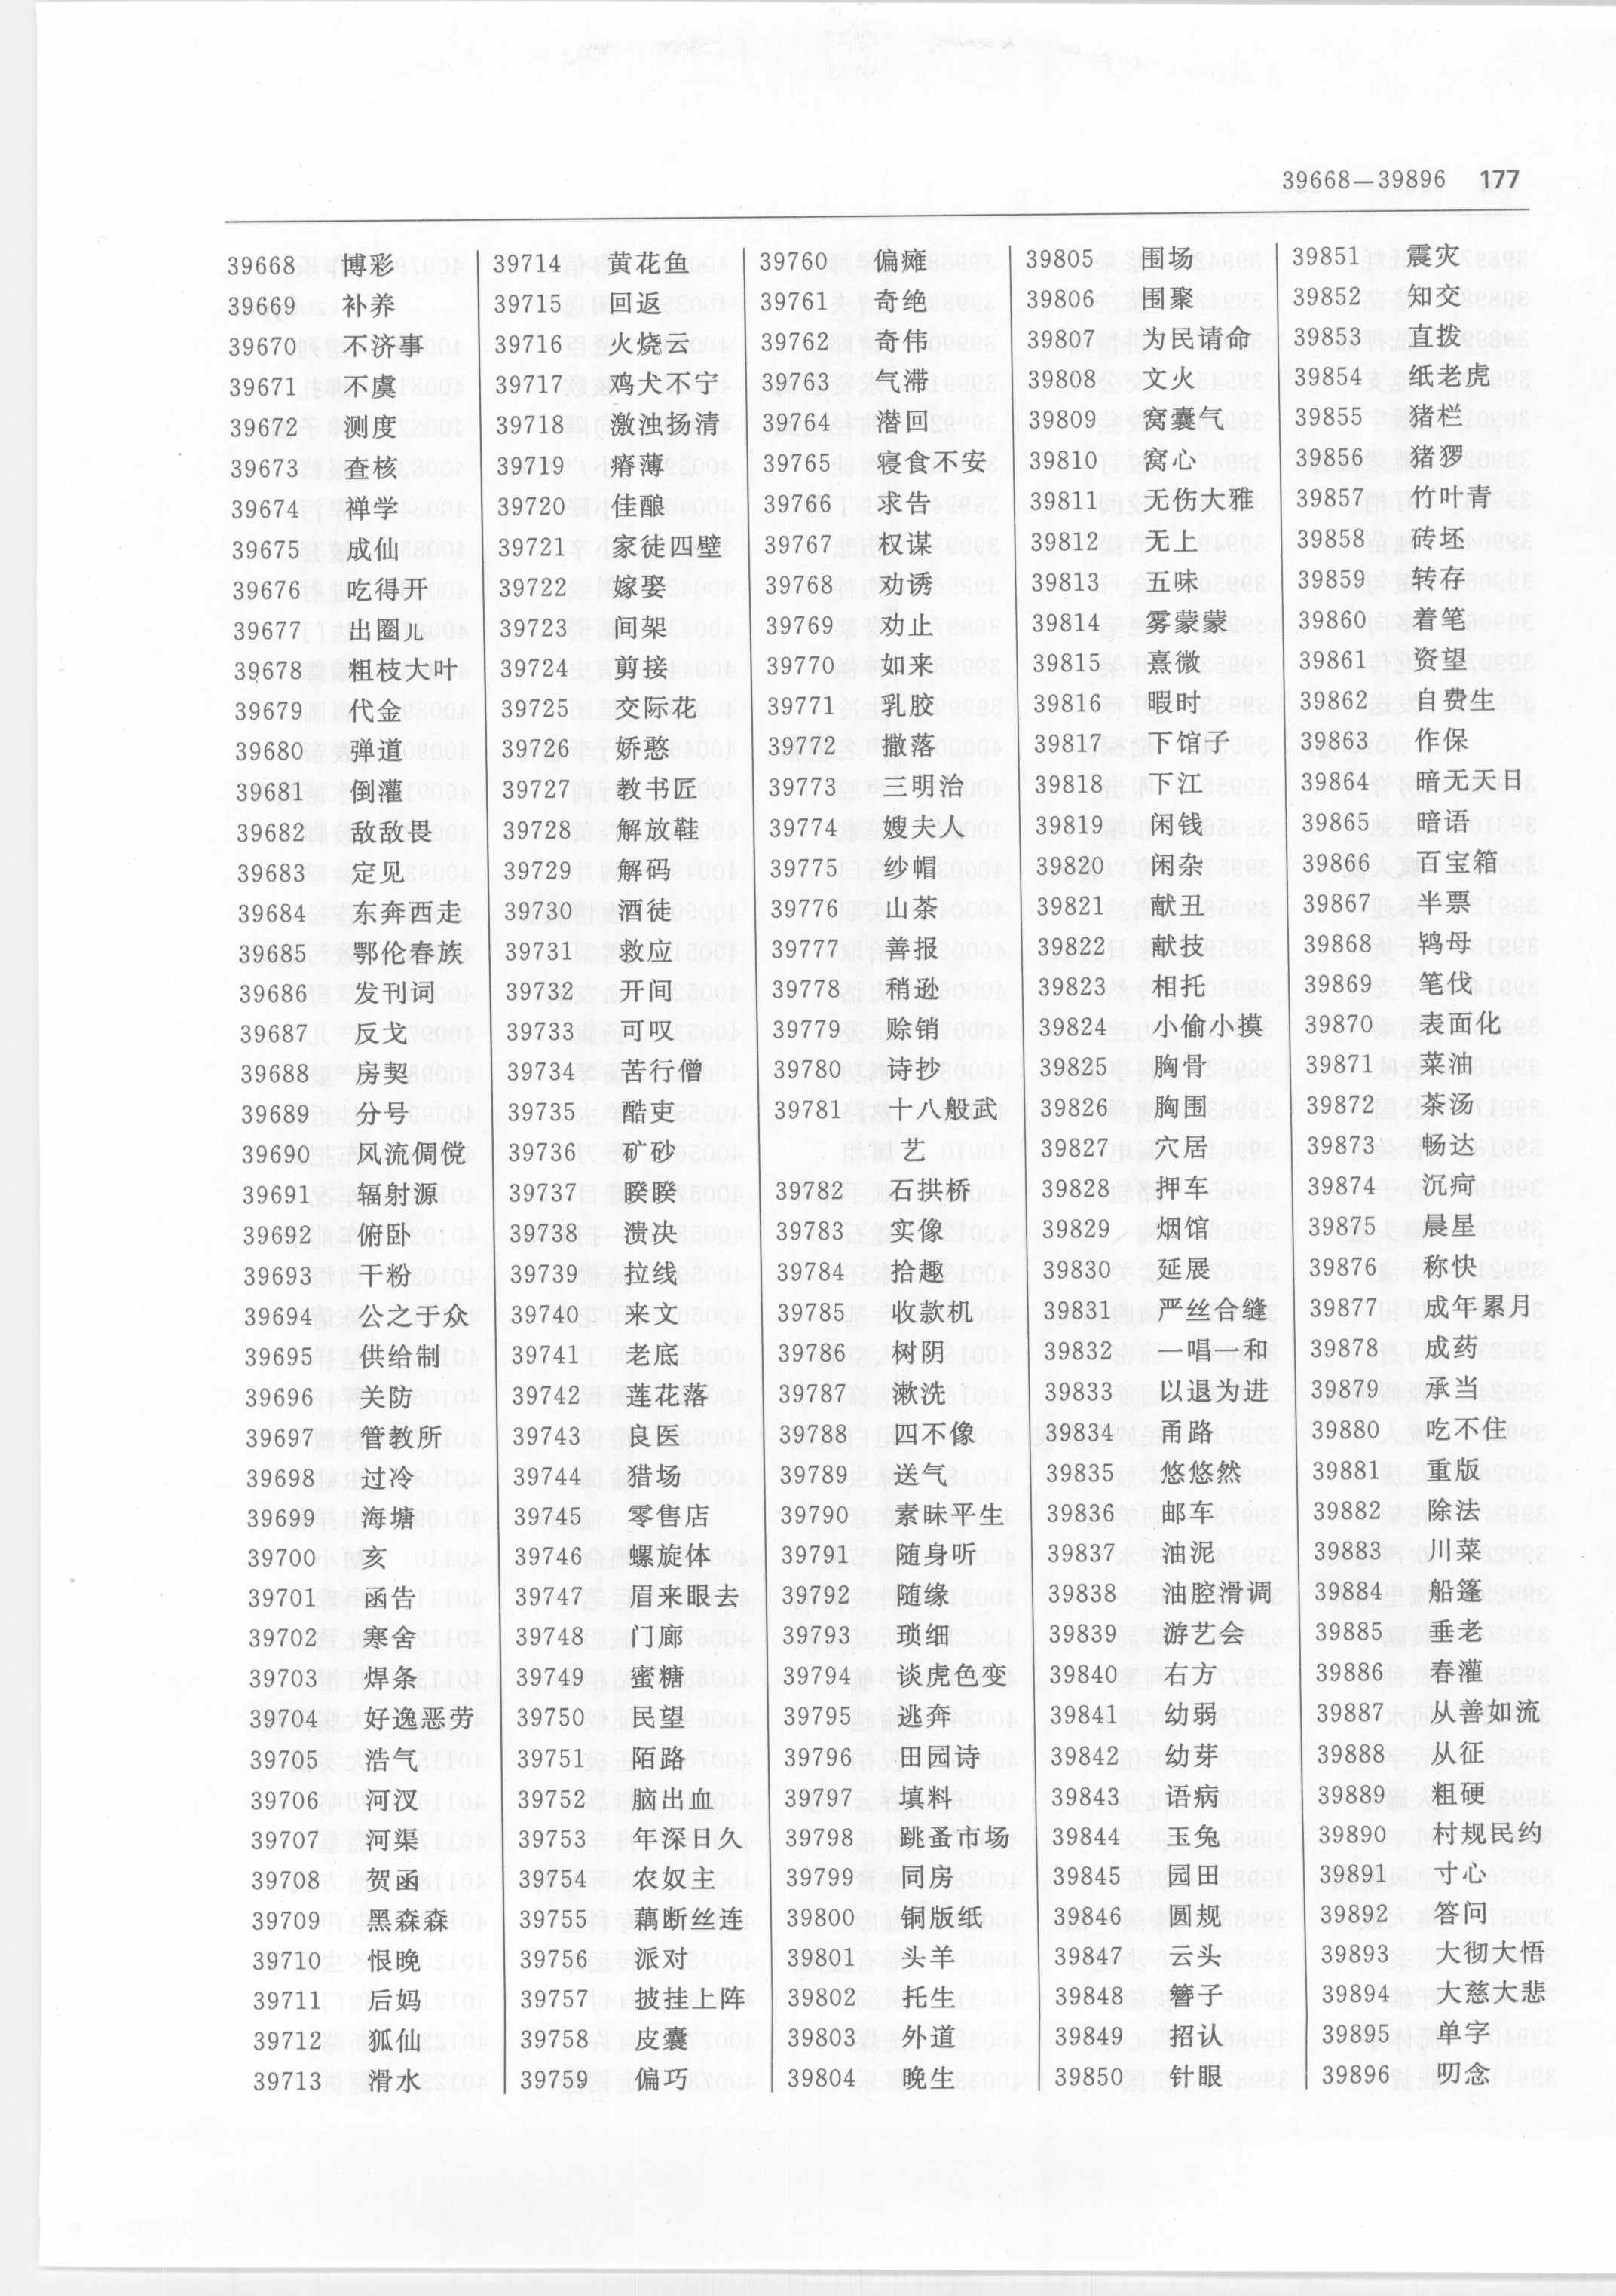 39668—39896 177
39668 博彩
39669 补养
39670 不济事
39671 不虞
39672 测度
39673 查核
39674 禅学
39675 成仙
39676 吃得开
39677 出圈儿
39678 粗枝大叶
39679 代金
39680 弹道
39681 倒灌
39682 敌敌畏
39683 定见
39684 东奔西走
39685 鄂伦春族
39686 发刊词
39687 反戈
39688 房契
39689 分号
39690 风流倜傥
39691 辐射源
39692 俯卧
39693 干粉
39694 公之于众
39695 供给制
39696 关防
39697 管教所
39698 过冷
39699 海塘
39700 亥
39701 函告
39702 寒舍
39703 焊条
39704 好逸恶劳
39705 浩气
39706 河汊
39707 河渠
39708 贺函
39709 黑森森
39710 恨晚
39711 后妈
39712 狐仙
39713 滑水
39714 黄花鱼
39715 回返
39716 火烧云
39717 鸡犬不宁
39718 激浊扬清
39719 瘠薄
39720 佳酿
39721 家徒四壁
39722 嫁娶
39723 间架
39724 剪接
39725 交际花
39726 娇憨
39727 教书匠
39728 解放鞋
39729 解码
39730 酒徒
39731 救应
39732 开间
39733 可叹
39734 苦行僧
39735 酷吏
39736 矿砂
39737 睽睽
39738 溃决
39739 拉线
39740 来文
39741 老底
39742 莲花落
39743 良医
39744 猎场
39745 零售店
39746 螺旋体
39747 眉来眼去
39748 门廊
39749 蜜糖
39750 民望
39751 陌路
39752 脑出血
39753 年深日久
39754 农奴主
39755 藕断丝连
39756 派对
39757 披挂上阵
39758 皮囊
39759 偏巧
39760 偏瘫
39761 奇绝
39762 奇伟
39763 气滞
39764 潜回
39765 寝食不安
39766 求告
39767 权谋
39768 劝诱
39769 劝止
39770 如来
39771 乳胶
39772 撒落
39773 三明治
39774 嫂夫人
39775 纱帽
39776 山茶
39777 善报
39778 稍逊
39779 赊销
39780 诗抄
39781 十八般武
艺
39782 石拱桥
39783 实像
39784 拾趣
39785 收款机
39786 树阴
39787 漱洗
39788 四不像
39789 送气
39790 素昧平生
39791 随身听
39792 随缘
39793 琐细
39794 谈虎色变
39795 逃奔
39796 田园诗
39797 填料
39798 跳蚤市场
39799 同房
39800 铜版纸
39801 头羊
39802 托生
39803 外道
39804 晚生
39805 围场
39806 围聚
39807 为民请命
39808 文火
39809 窝囊气
39810 窝心
39811 无伤大雅
39812 无上
39813 五味
39814 雾蒙蒙
39815 熹微
39816 暇时
39817 下馆子
39818 下江
39819 闲钱
39820 闲杂
39821 献丑
39822 献技
39823 相托
39824 小偷小摸
39825 胸骨
39826 胸围
39827 穴居
39828 押车
39829 烟馆
39830 延展
39831 严丝合缝
39832 一唱一和
39833 以退为进
39834 甬路
39835 悠悠然
39836 邮车
39837 油泥
39838 油腔滑调
39839 游艺会
39840 右方
39841 幼弱
39842 幼芽
39843 语病
39844 玉兔
39845 园田
39846 圆规
39847 云头
39848 簪子
39849 招认
39850 针眼
39851 震灾
39852 知交
39853 直拨
39854 纸老虎
39855 猪栏
39856 猪猡
39857 竹叶青
39858 砖坯
39859 转存
39860 着笔
39861 资望
39862 自费生
39863 作保
39864 暗无天日
39865 暗语
39866 百宝箱
39867 半票
39868 鸨母
39869 笔伐
39870 表面化
39871 菜油
39872 茶汤
39873 畅达
39874 沉疴
39875 晨星
39876 称快
39877 成年累月
39878 成药
39879 承当
39880 吃不住
39881 重版
39882 除法
39883 川菜
39884 船篷
39885 垂老
39886 春灌
39887 从善如流
39888 从征
39889 粗硬
39890 村规民约
39891 寸心
39892 答问
39893 大彻大悟
39894 大慈大悲
39895 单字
39896 叨念